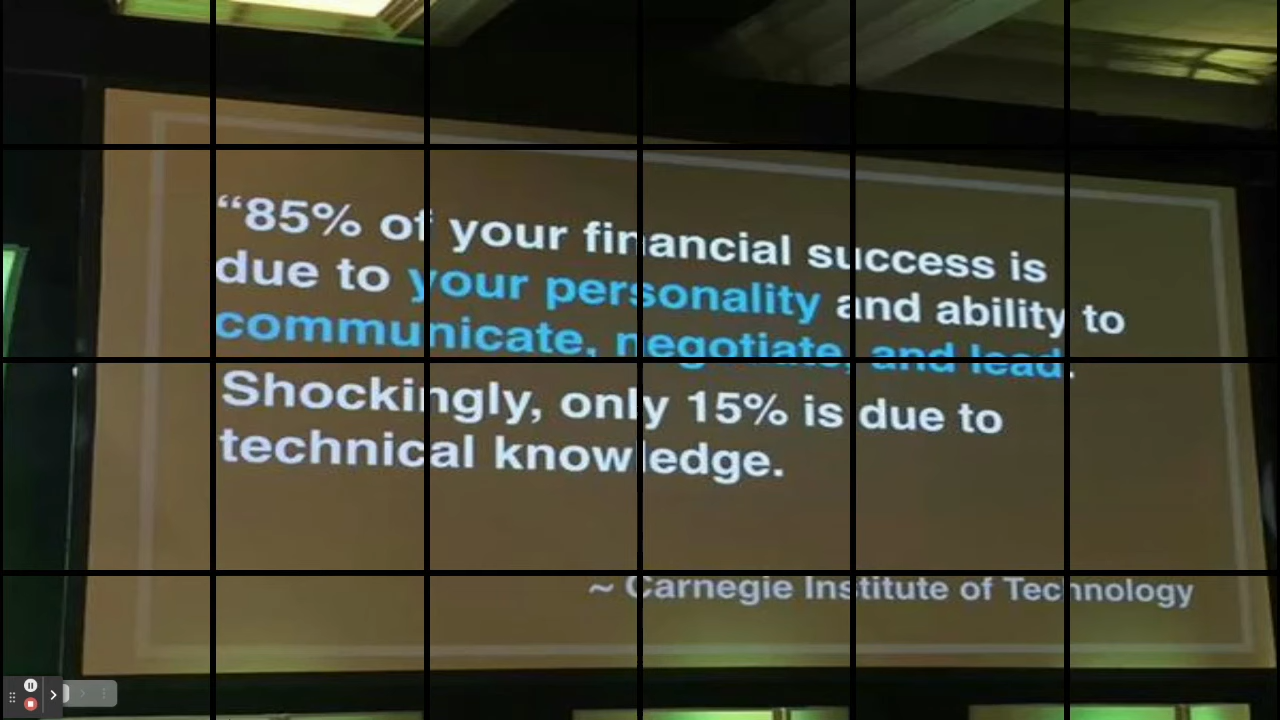 “85% of your financial success is
due to your personality and ability to
communicate, negotiate, and lead.
Shockingly, only 15% is due to
technical knowledge.
~ Carnegie Institute of Technology